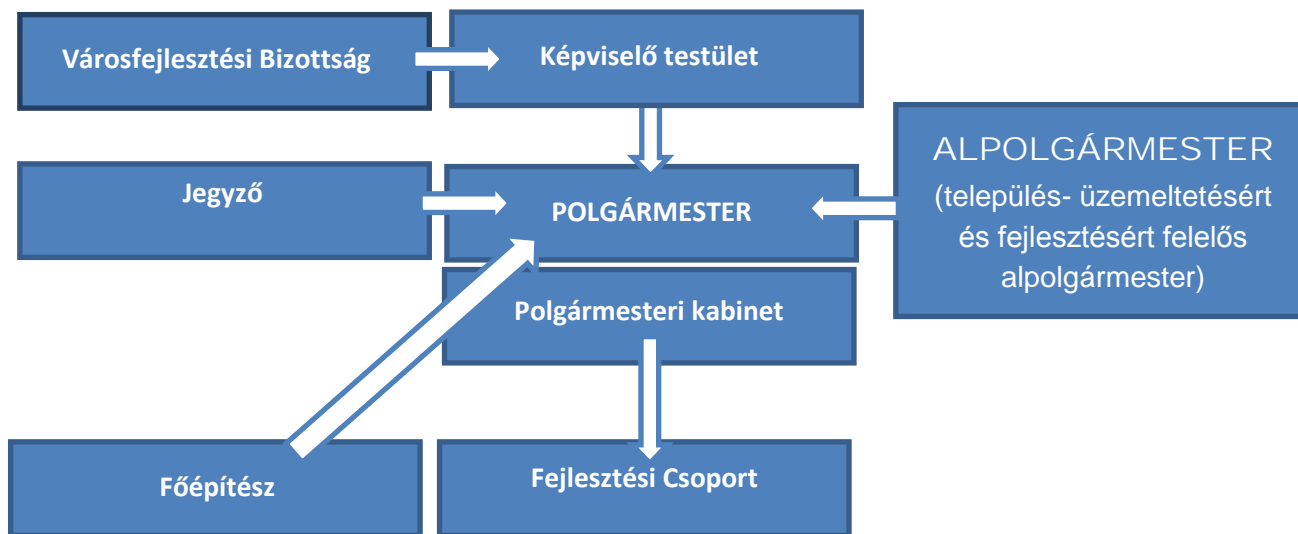 Városfejlesztési Bizottság
Képviselő testület
ALPOLGÁRMESTER
(település- üzemeltetésért
és fejlesztésért felelős
alpolgármester)
Jegyző
POLGÁRMESTER
Polgármesteri kabinet
Főépítész
Fejlesztési Csoport